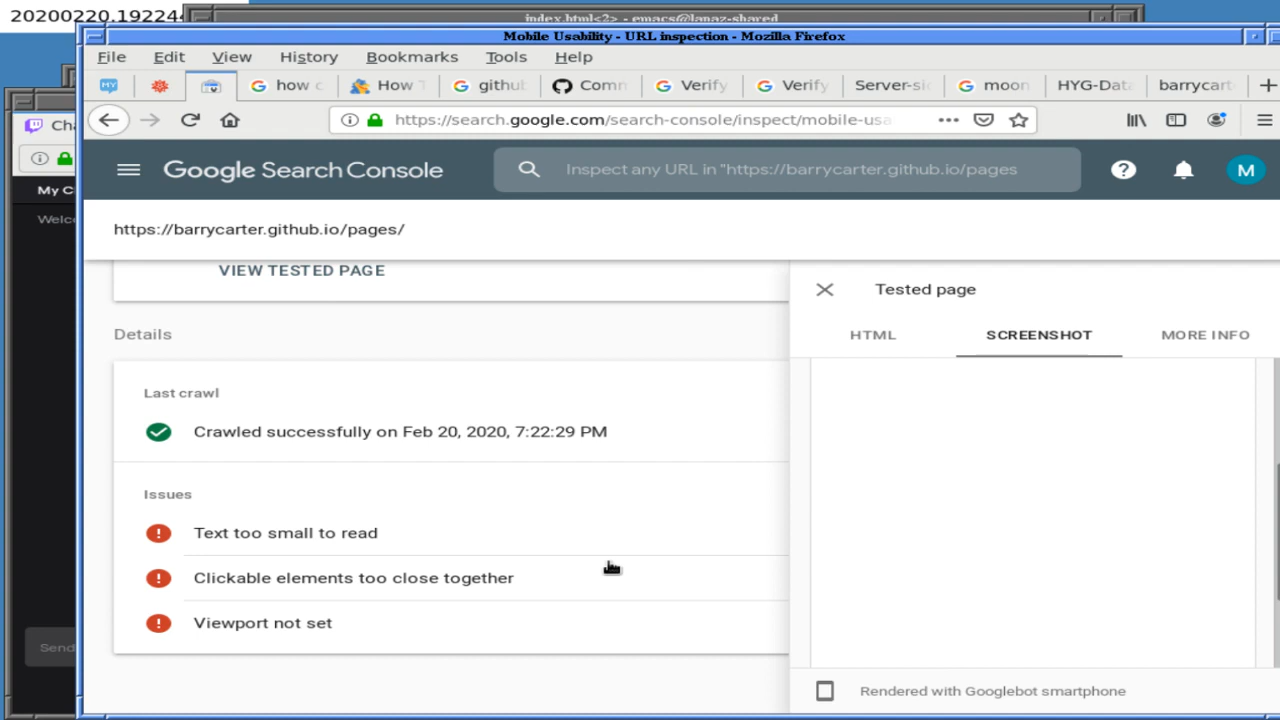 20200220.19224
index.html<2> - emacs@lanaz-shared
Mobile Usability - URL inspection - Mozilla Firefox
File Edit View History Bookmarks Tools Help
how c How T github Comm Verify Verify Server-si moon HYG-Data barrycart
https://search.google.com/search-console/inspect/mobile-usa
Cha
Google Search Console
Inspect any URL in "https://barrycarter.github.io/pages
M
My C
Welco
https://barrycarter.github.io/pages/
VIEW TESTED PAGE
Tested page
Details
HTML SCREENSHOT MORE INFO
Last crawl
Crawled successfully on Feb 20, 2020, 7:22:29 PM
Issues
Text too small to read
Clickable elements too close together
Viewport not set
Send
Rendered with Googlebot smartphone